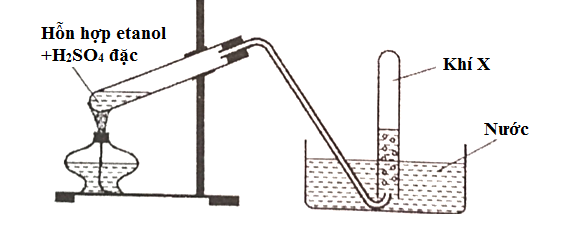 Hỗn hợp etanol
+H₂SO₄ đặc
Khí X
Nước